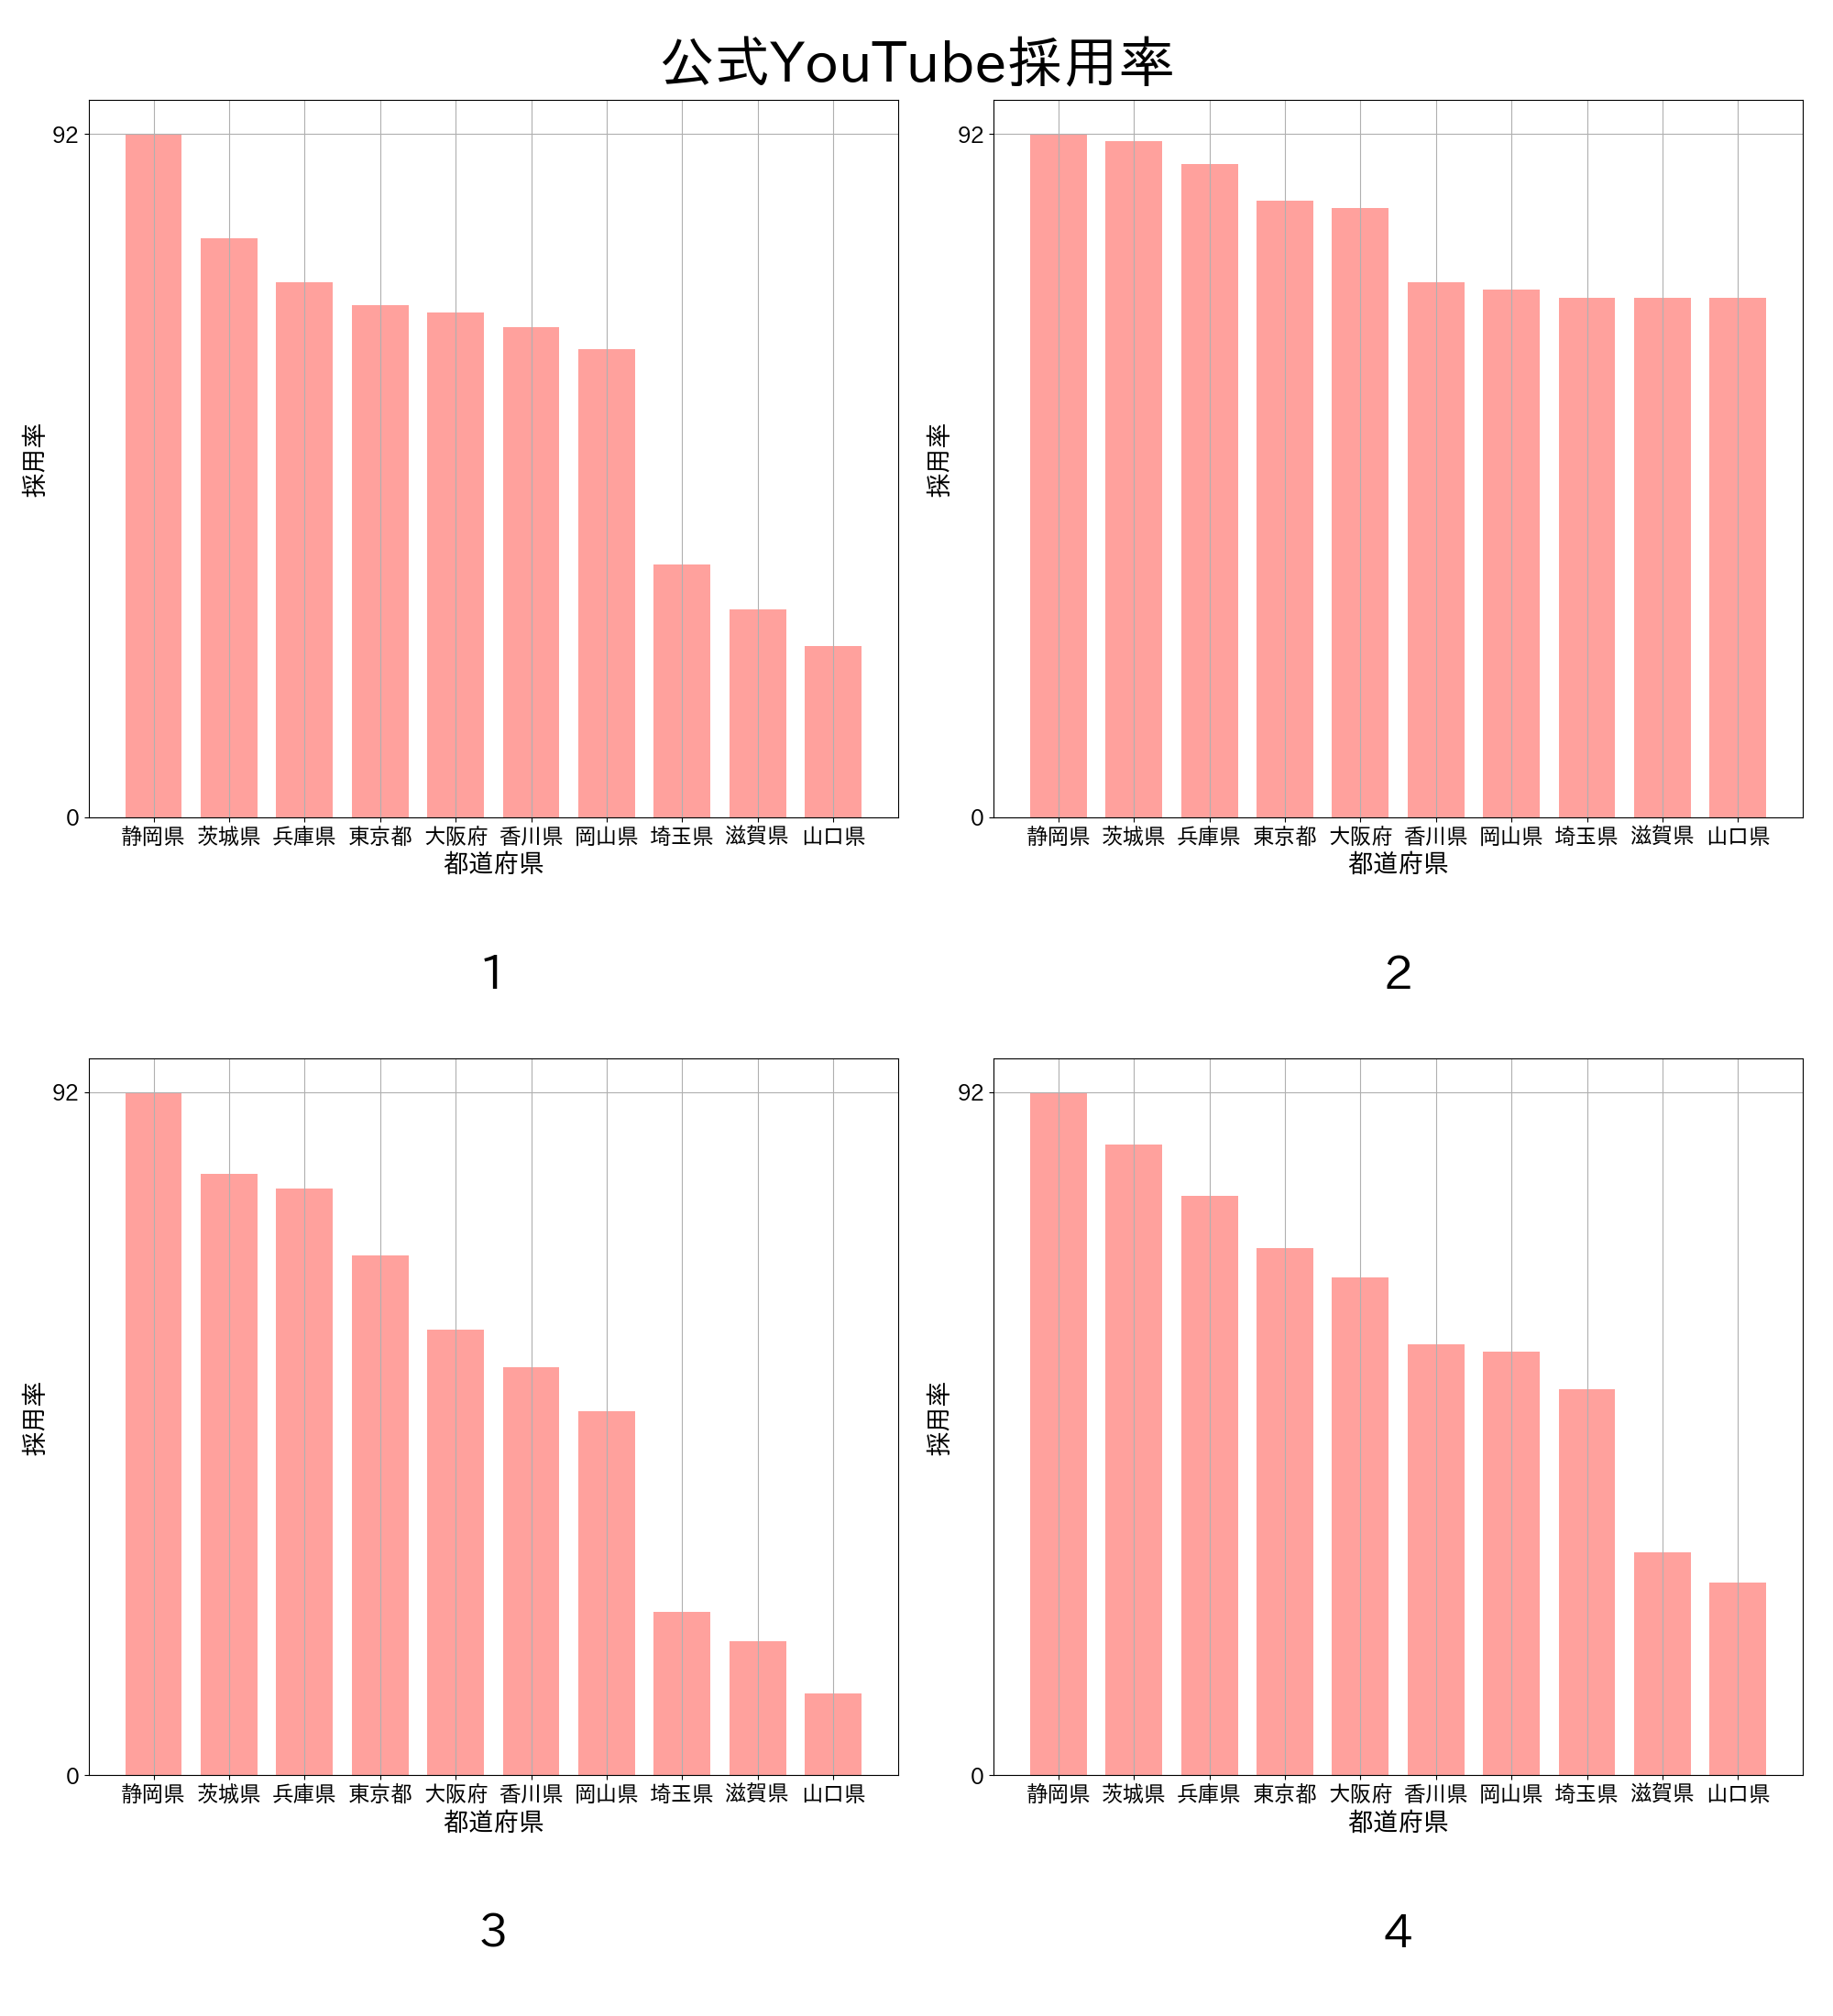 公式YouTube採用率
92
0
採用率
静岡県 茨城県 兵庫県 東京都 大阪府 香川県 岡山県 埼玉県 滋賀県 山口県
都道府県
1
92
0
採用率
静岡県 茨城県 兵庫県 東京都 大阪府 香川県 岡山県 埼玉県 滋賀県 山口県
都道府県
2
92
0
採用率
静岡県 茨城県 兵庫県 東京都 大阪府 香川県 岡山県 埼玉県 滋賀県 山口県
都道府県
3
92
0
採用率
静岡県 茨城県 兵庫県 東京都 大阪府 香川県 岡山県 埼玉県 滋賀県 山口県
都道府県
4